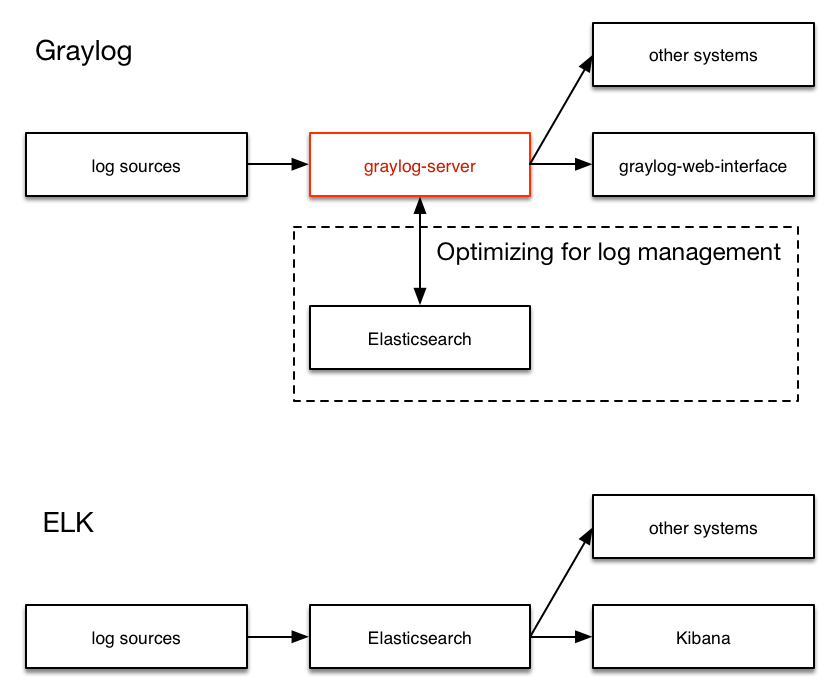 Graylog
other systems
log sources
graylog-server
graylog-web-interface
Optimizing for log management
Elasticsearch
ELK
other systems
log sources
Elasticsearch
Kibana